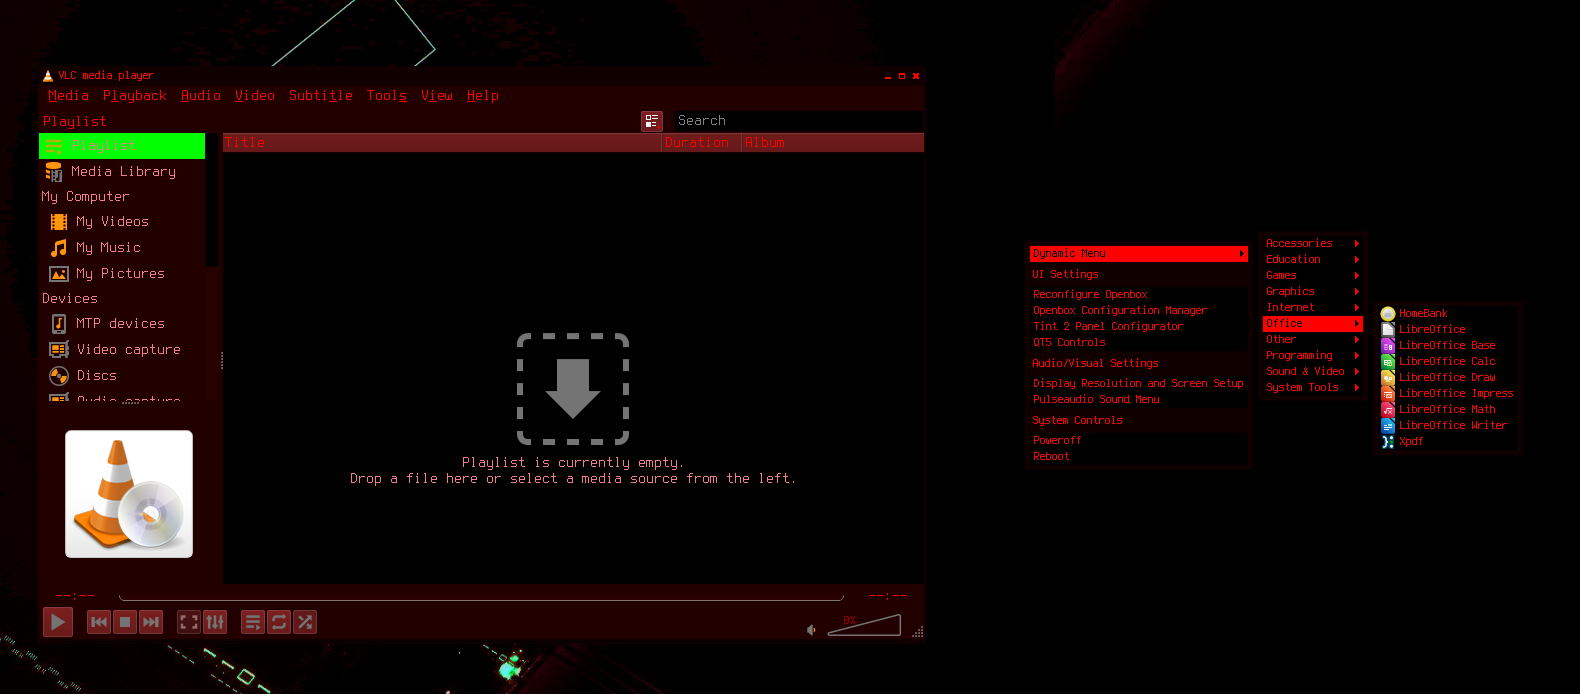 VLC media player
Media Playback Audio Video Subtitle Tools View Help
Playlist
Search
Playlist
Title Duration Album
Media Library
My Computer
My Videos
My Music
My Pictures
Devices
MTP devices
Video capture
Discs
Audio capture
Playlist is currently empty.
Drop a file here or select a media source from the left.
--:--
--:--
0%
Dynamic Menu
UI Settings
Reconfigure Openbox
Openbox Configuration Manager
Tint 2 Panel Configurator
QT5 Controls
Audio/Visual Settings
Display Resolution and Screen Setup
Pulseaudio Sound Menu
System Controls
Poweroff
Reboot
Accessories
Education
Games
Graphics
Internet
Office
Other
Programming
Sound & Video
System Tools
HomeBank
LibreOffice
LibreOffice Base
LibreOffice Calc
LibreOffice Draw
LibreOffice Impress
LibreOffice Math
LibreOffice Writer
Xpdf